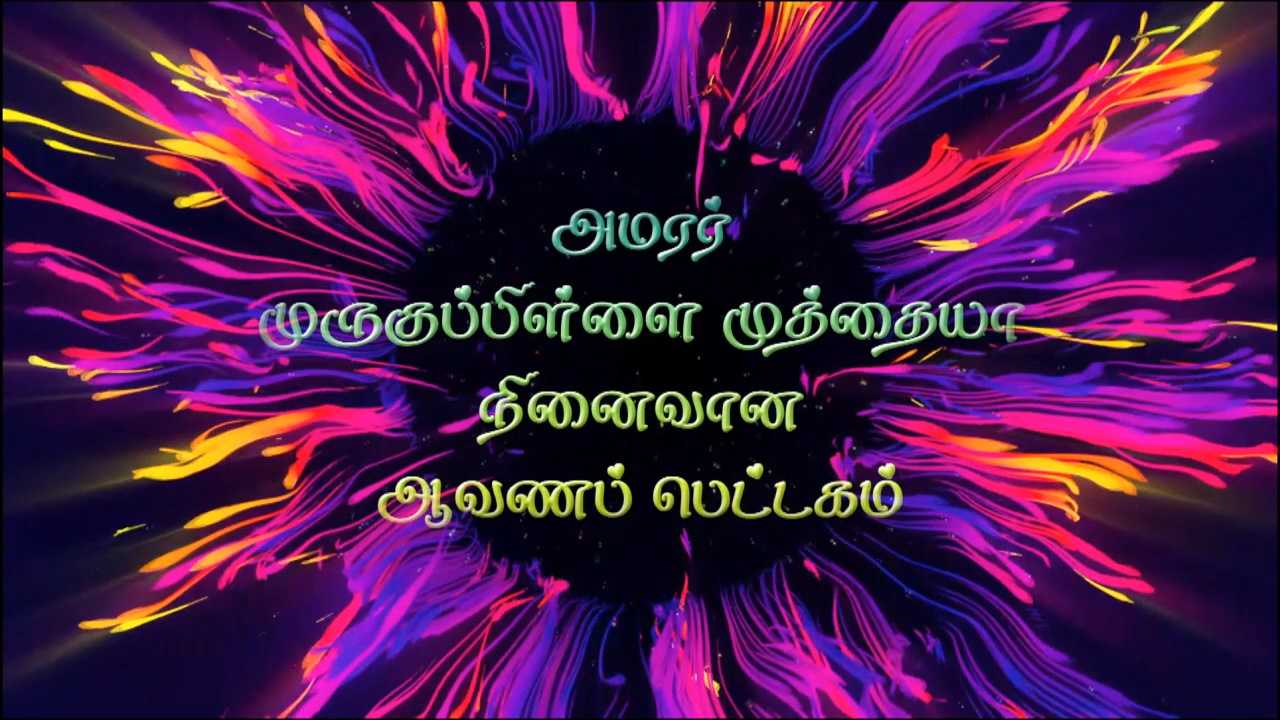 அமரர்
முருகுப்பிள்ளை முத்தையா
நினைவான
ஆவணப் பெட்டகம்